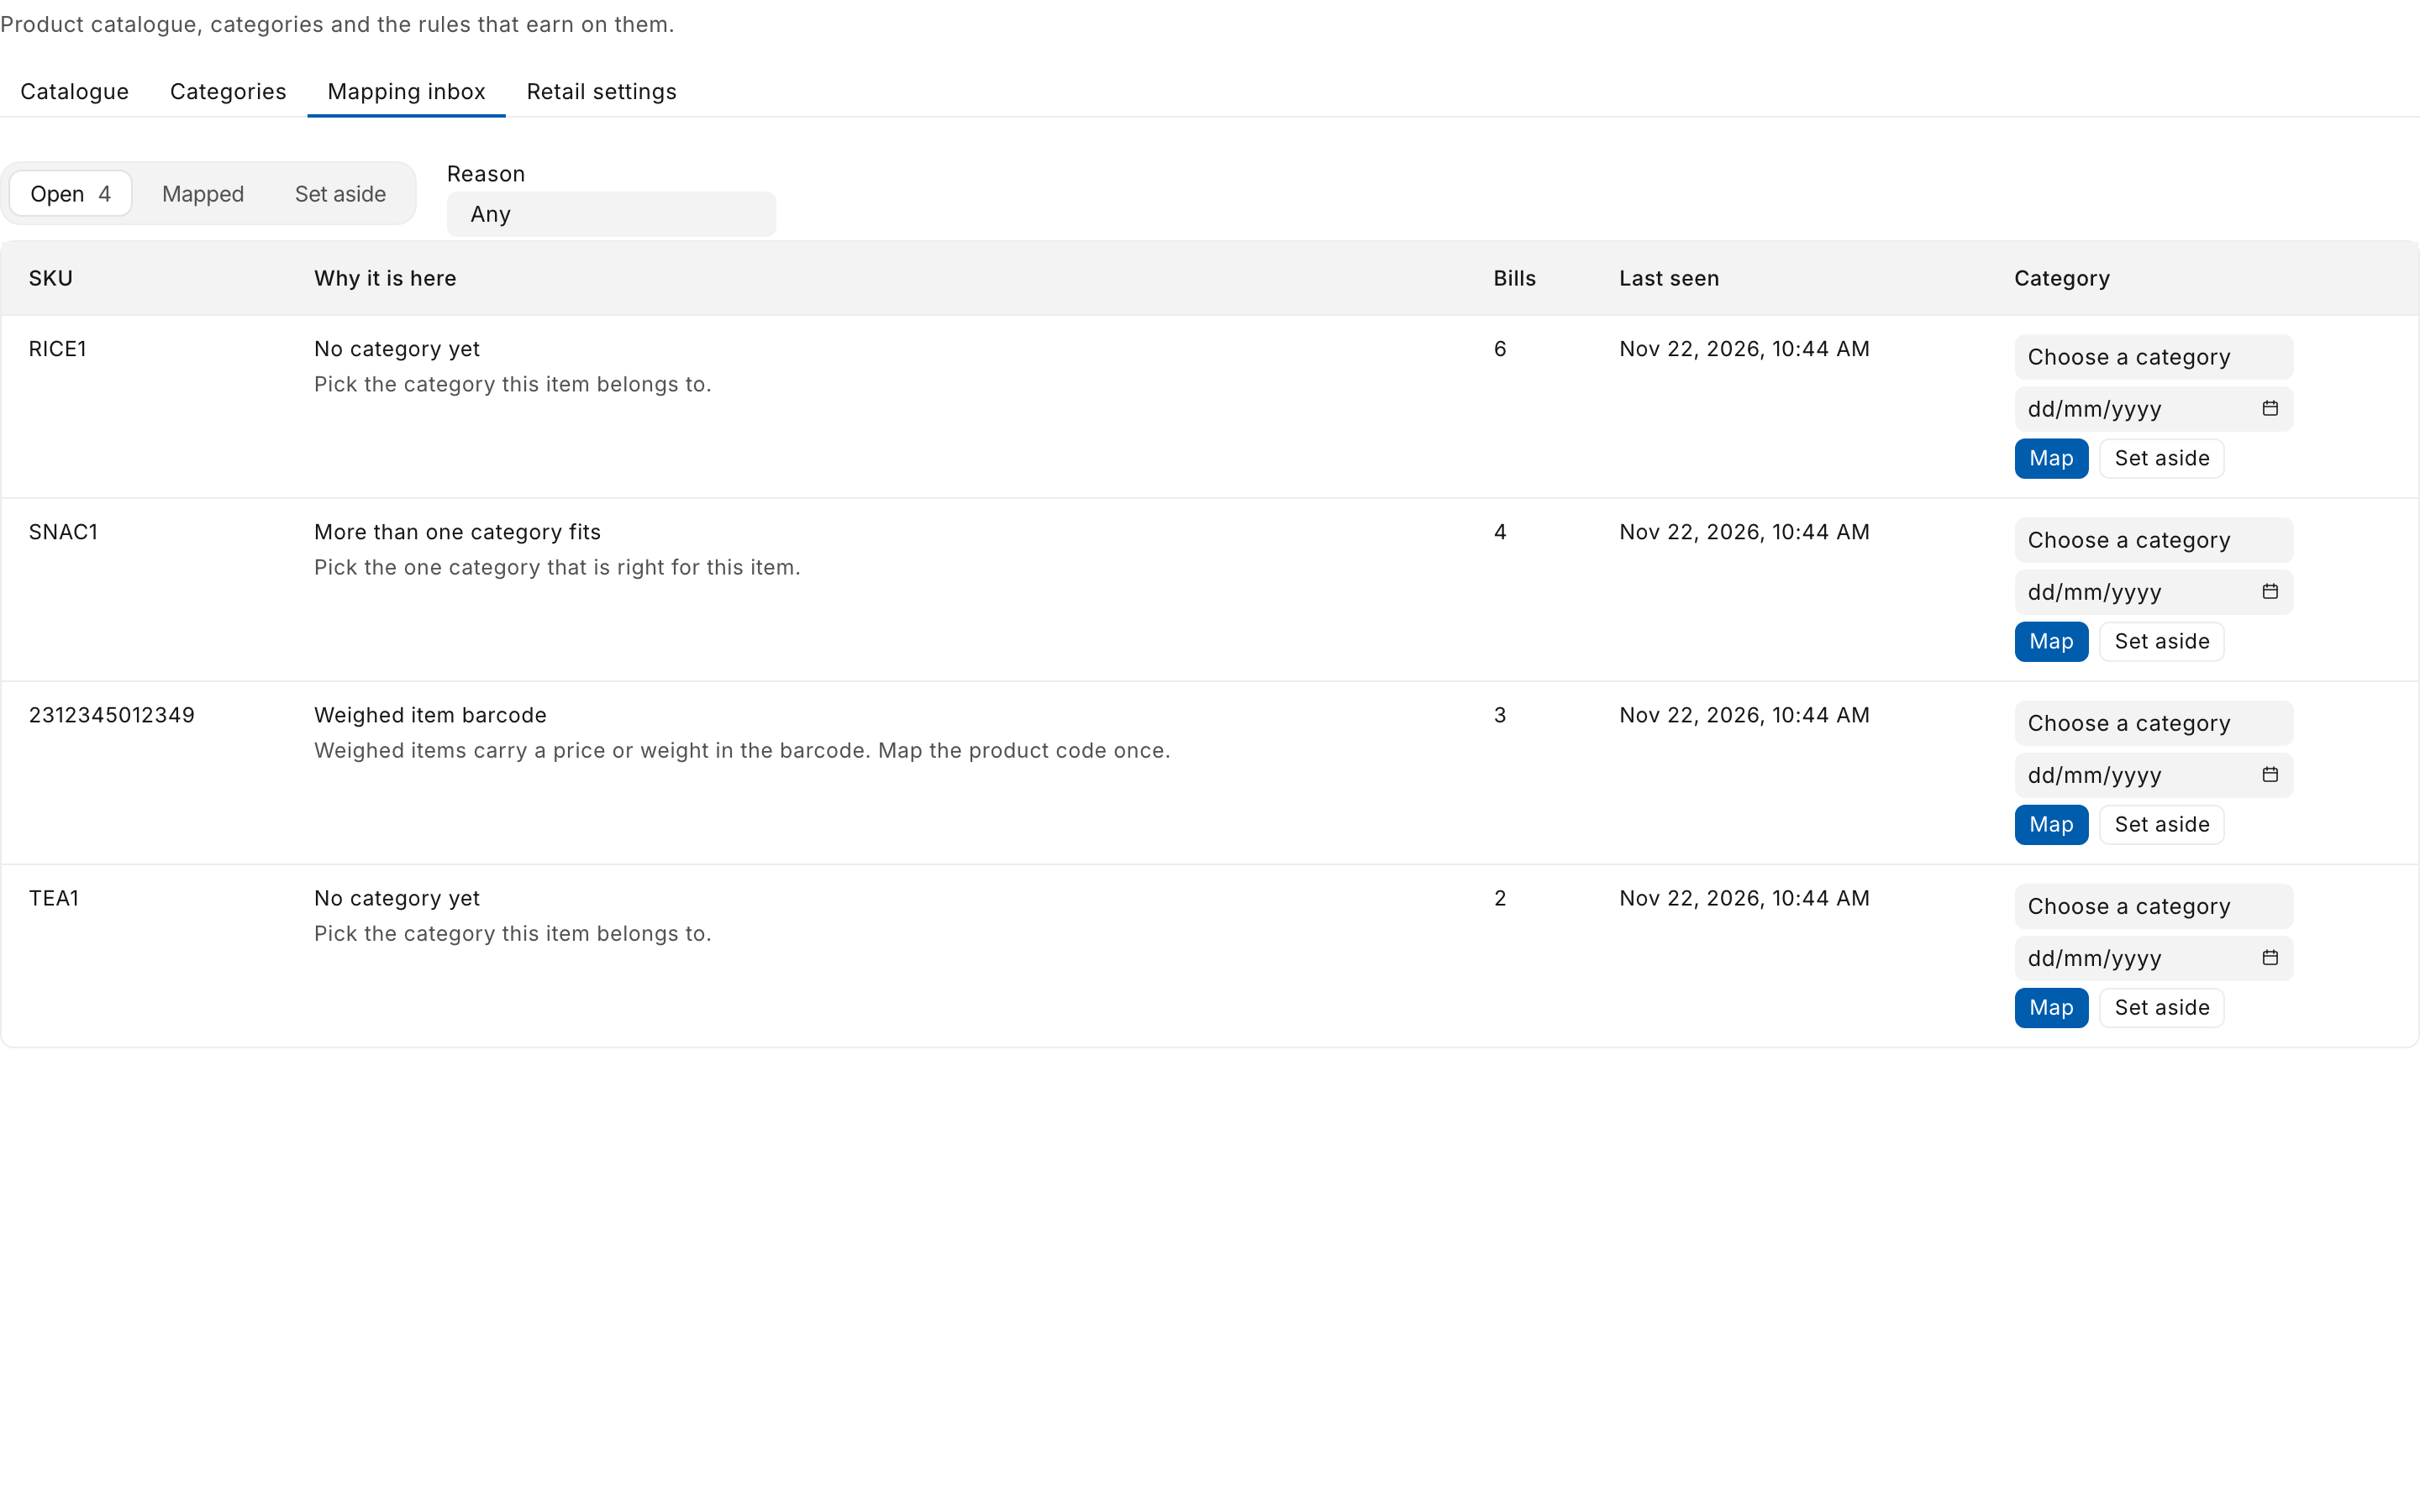 Product catalogue, categories and the rules that earn on them.
Catalogue Categories Mapping inbox Retail settings
Open 4 Mapped Set aside
Reason
Any
SKU Why it is here Bills Last seen Category
RICE1 No category yet 6 Nov 22, 2026, 10:44 AM Choose a category
Pick the category this item belongs to.
dd/mm/yyyy
Map Set aside
SNAC1 More than one category fits 4 Nov 22, 2026, 10:44 AM Choose a category
Pick the one category that is right for this item.
dd/mm/yyyy
Map Set aside
2312345012349 Weighed item barcode 3 Nov 22, 2026, 10:44 AM Choose a category
Weighed items carry a price or weight in the barcode. Map the product code once.
dd/mm/yyyy
Map Set aside
TEA1 No category yet 2 Nov 22, 2026, 10:44 AM Choose a category
Pick the category this item belongs to.
dd/mm/yyyy
Map Set aside